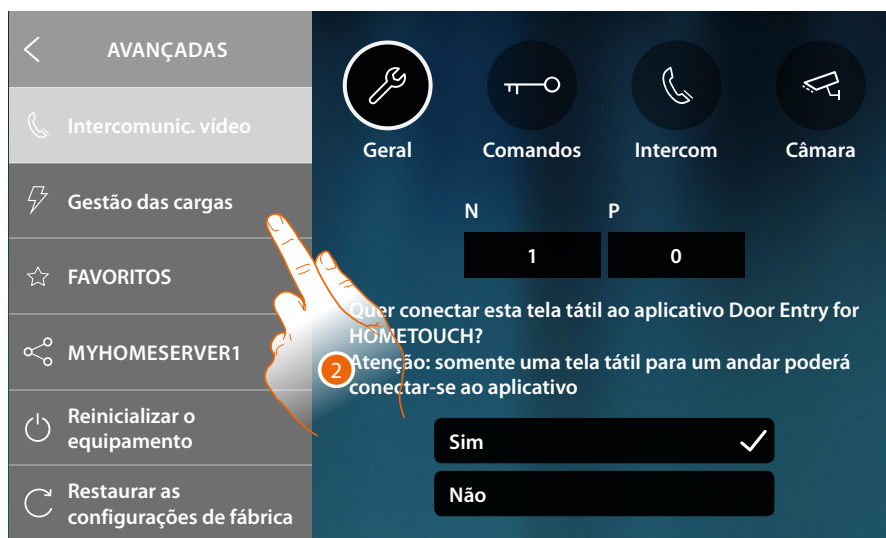 AVANÇADAS
Intercomunic. vídeo
Gestão das cargas
FAVORITOS
MYHOMESERVER1
Reinicializar o
equipamento
Restaurar as
configurações de fábrica
Geral
Comandos
Intercom
Câmara
N
P
1
0
Quer conectar esta tela tátil ao aplicativo Door Entry for
HOMETOUCH?
Atenção: somente uma tela tátil para um andar poderá
conectar-se ao aplicativo
2
Sim
Não